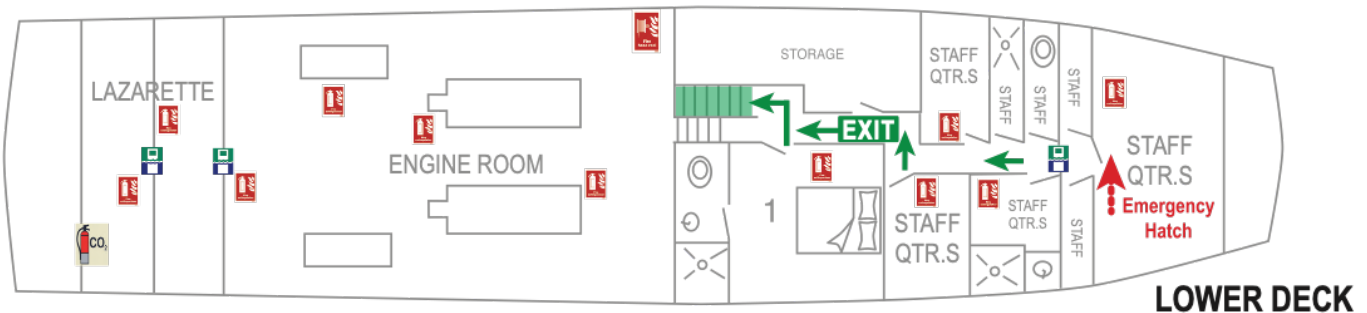 LAZARETTE
CO2
ENGINE ROOM
STORAGE
EXIT
1
STAFF
QTR.S
STAFF
STAFF
STAFF
STAFF
QTR.S
STAFF
QTR.S
STAFF
STAFF
QTR.S
Emergency
Hatch
LOWER DECK